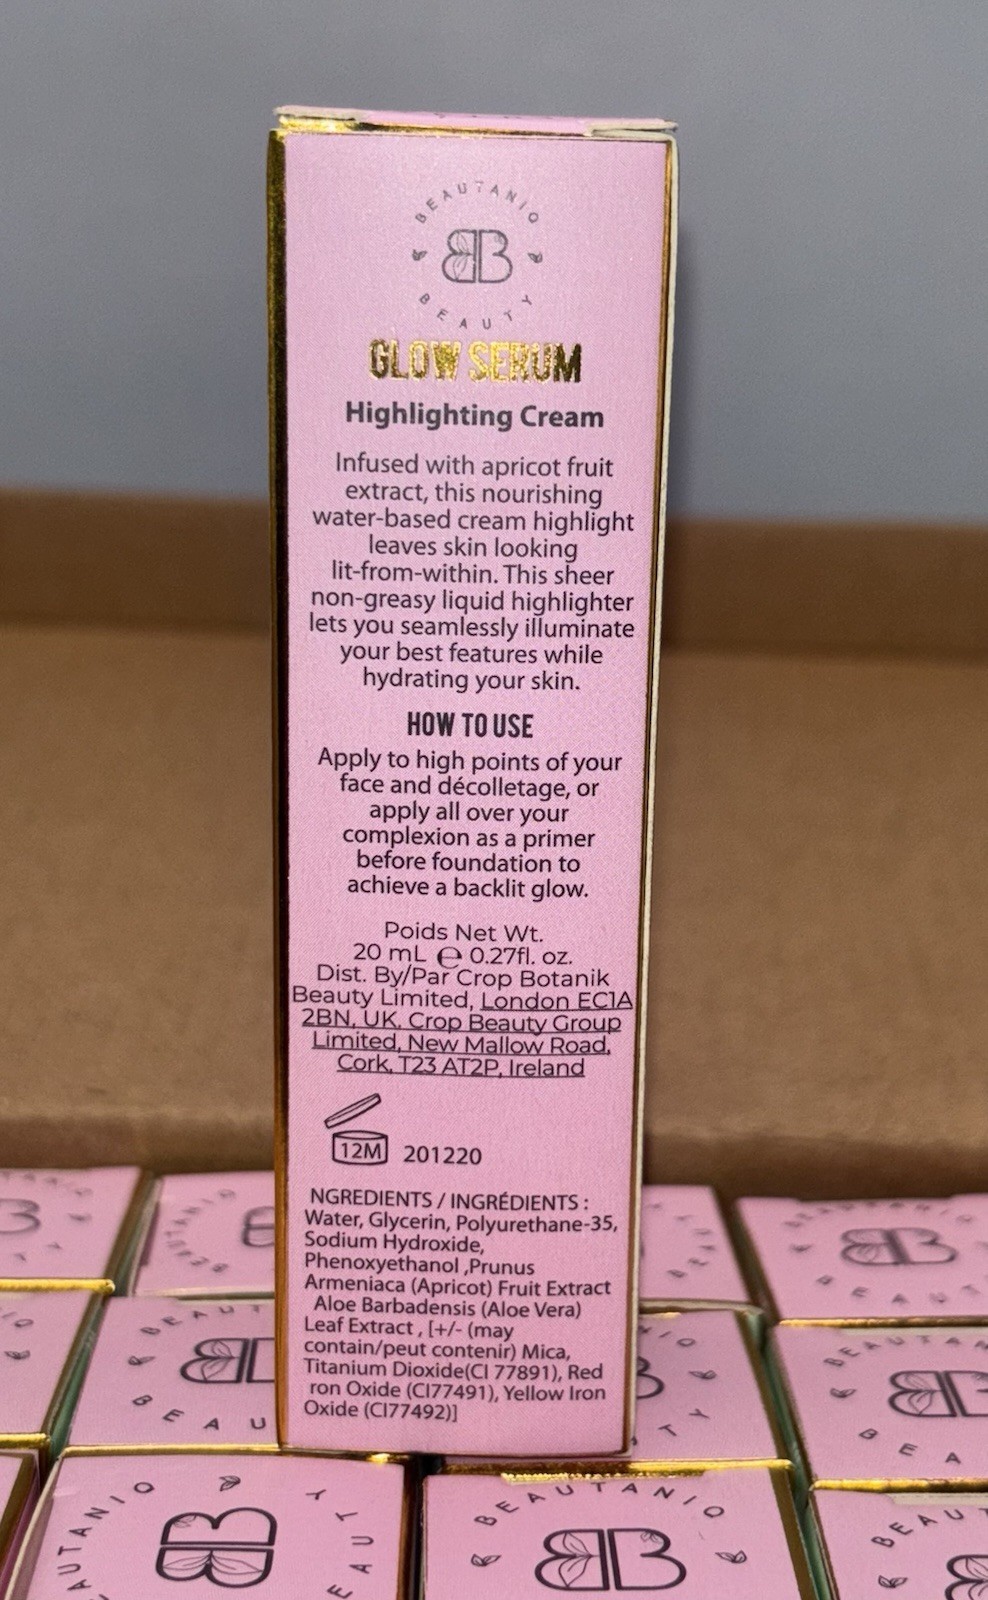 BEAUTANIQ
BB
BEAUTY
GLOW SERUM
Highlighting Cream
Infused with apricot fruit
extract, this nourishing
water-based cream highlight
leaves skin looking
lit-from-within. This sheer
non-greasy liquid highlighter
lets you seamlessly illuminate
your best features while
hydrating your skin.
HOW TO USE
Apply to high points of your
face and décolletage, or
apply all over your
complexion as a primer
before foundation to
achieve a backlit glow.
Poids Net Wt.
20 mL ℮ 0.27fl. oz.
Dist. By/Par Crop Botanik
Beauty Limited, London EC1A
2BN, UK. Crop Beauty Group
Limited, New Mallow Road,
Cork, T23 AT2P, Ireland
12M 201220
NGREDIENTS / INGRÉDIENTS :
Water, Glycerin, Polyurethane-35,
Sodium Hydroxide,
Phenoxyethanol ,Prunus
Armeniaca (Apricot) Fruit Extract
Aloe Barbadensis (Aloe Vera)
Leaf Extract , [+/- (may
contain/peut contenir) Mica,
Titanium Dioxide(CI 77891), Red
ron Oxide (CI77491), Yellow Iron
Oxide (CI77492)]
BEAUTANIQ
BB
BEAUTY
BEAUTANIQ
BB